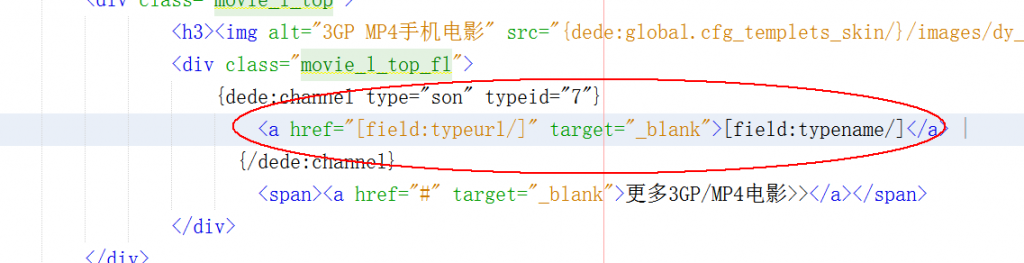 <div class="movie_l_top">
<h3><img alt="3GP MP4手机电影" src="{dede:global.cfg_templets_skin/}/images/dy_
<div class="movie_l_top_fl">
{dede:channel type="son" typeid="7"}
<a href="[field:typeurl/]" target="_blank">[field:typename/]</a>
{/dede:channel}
<span><a href="#" target="_blank">更多3GP/MP4电影>></a></span>
</div>
</div>